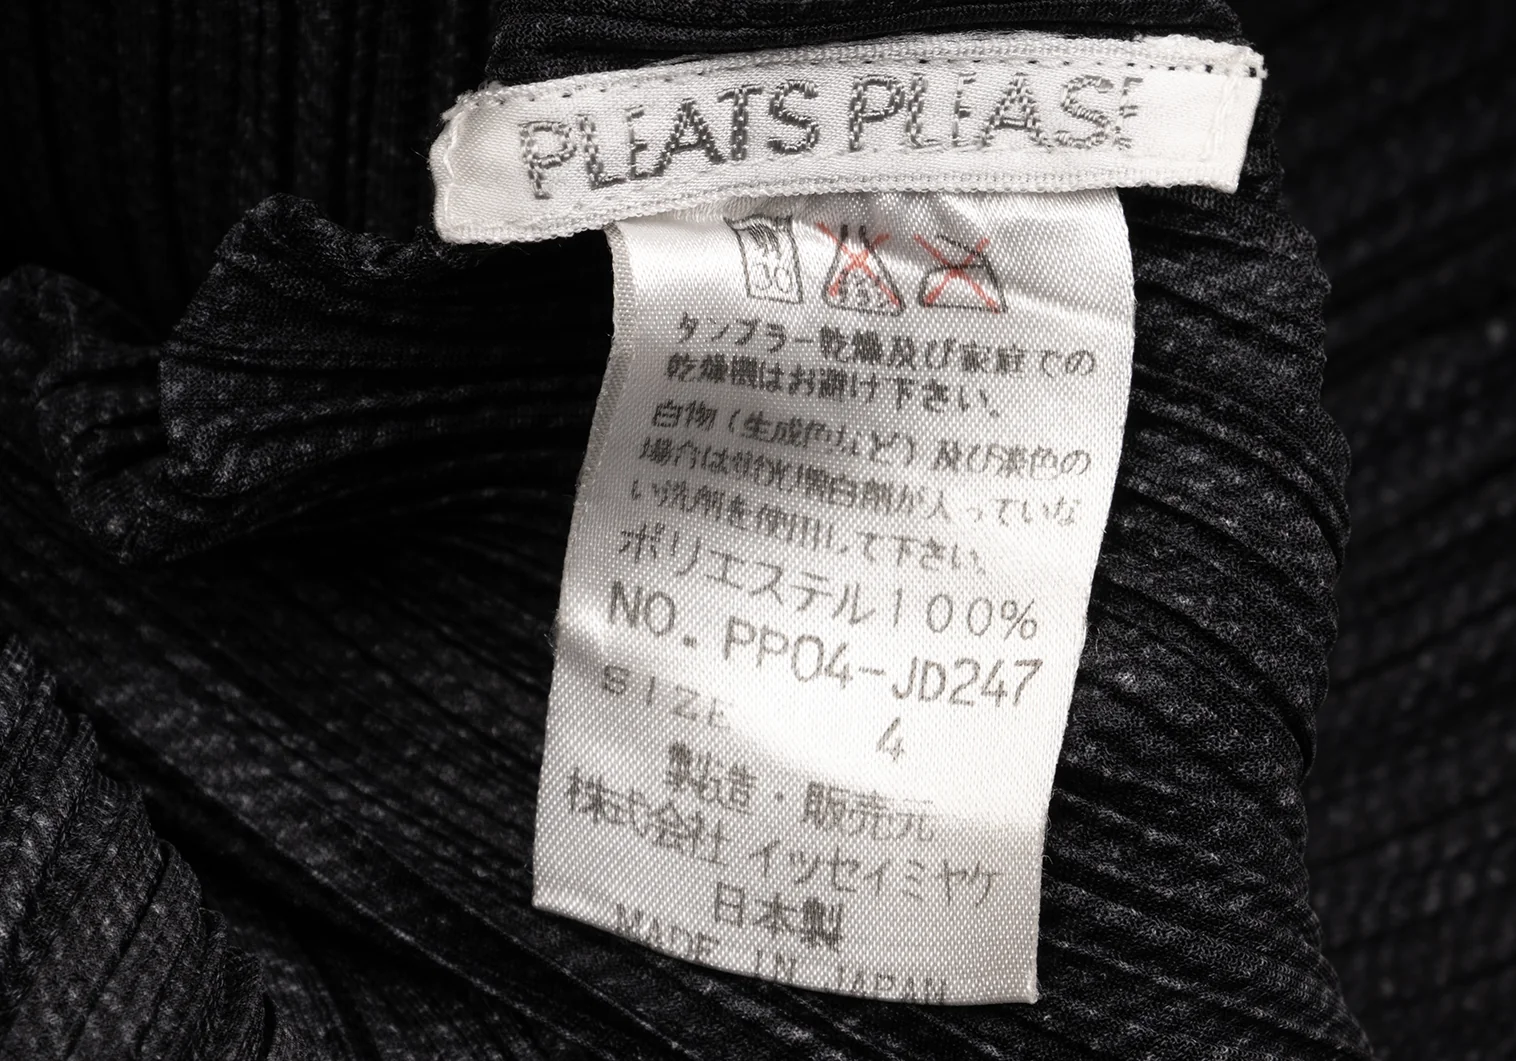 PLEATS PLEASE
タンブラー乾燥及び家庭での
乾燥機はお避け下さい。
白物(生成色など)及び淡色の
場合は蛍光増白剤が入っていな
い洗剤を使用して下さい。
ポリエステル100%
NO. PP04-JD247
SIZE 4
製造・販売元
株式会社 イッセイミヤケ
日本製
MADE IN JAPAN